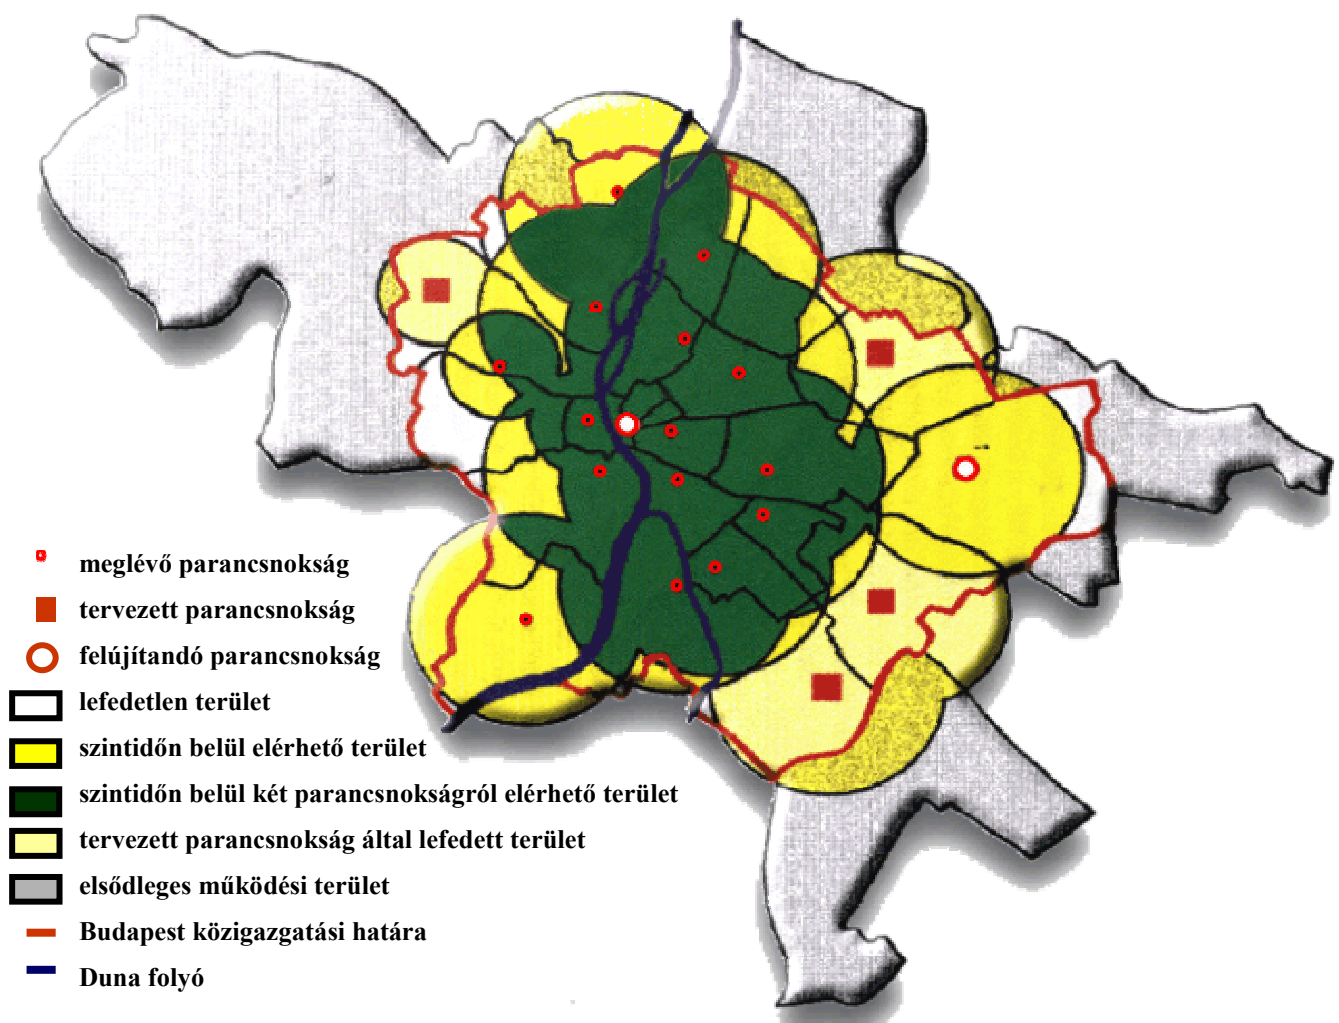 meglévő parancsnokság
tervezett parancsnokság
felújítandó parancsnokság
lefedetlen terület
szintidőn belül elérhető terület
szintidőn belül két parancsnokságról elérhető terület
tervezett parancsnokság által lefedett terület
elsődleges működési terület
Budapest közigazgatási határa
Duna folyó